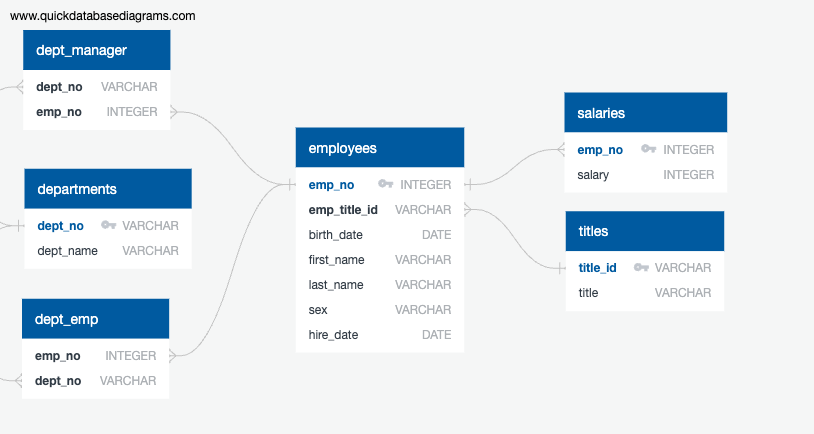 www.quickdatabasediagrams.com
dept_manager
dept_no VARCHAR
emp_no INTEGER
departments
dept_no VARCHAR
dept_name VARCHAR
dept_emp
emp_no INTEGER
dept_no VARCHAR
employees
emp_no INTEGER
emp_title_id VARCHAR
birth_date DATE
first_name VARCHAR
last_name VARCHAR
sex VARCHAR
hire_date DATE
salaries
emp_no INTEGER
salary INTEGER
titles
title_id VARCHAR
title VARCHAR